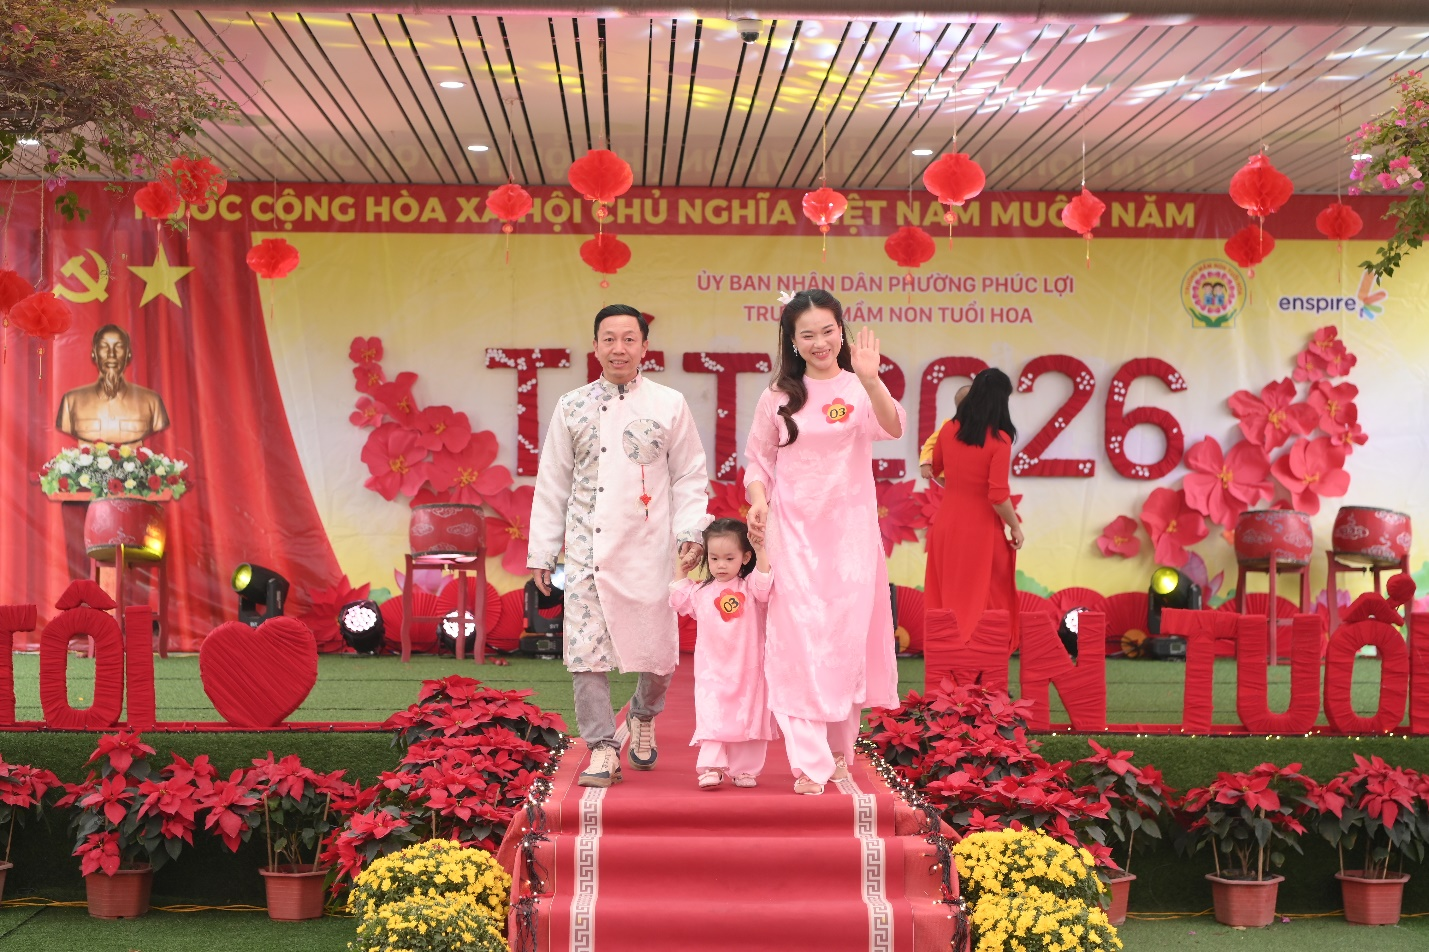 NƯỚC CỘNG HÒA XÃ HỘI CHỦ NGHĨA VIỆT NAM MUÔN NĂM
ỦY BAN NHÂN DÂN PHƯỜNG PHÚC LỢI
MẦM NON TUỔI HOA
enspire
TẾT 2026
03
03
TÔI
TUỔI